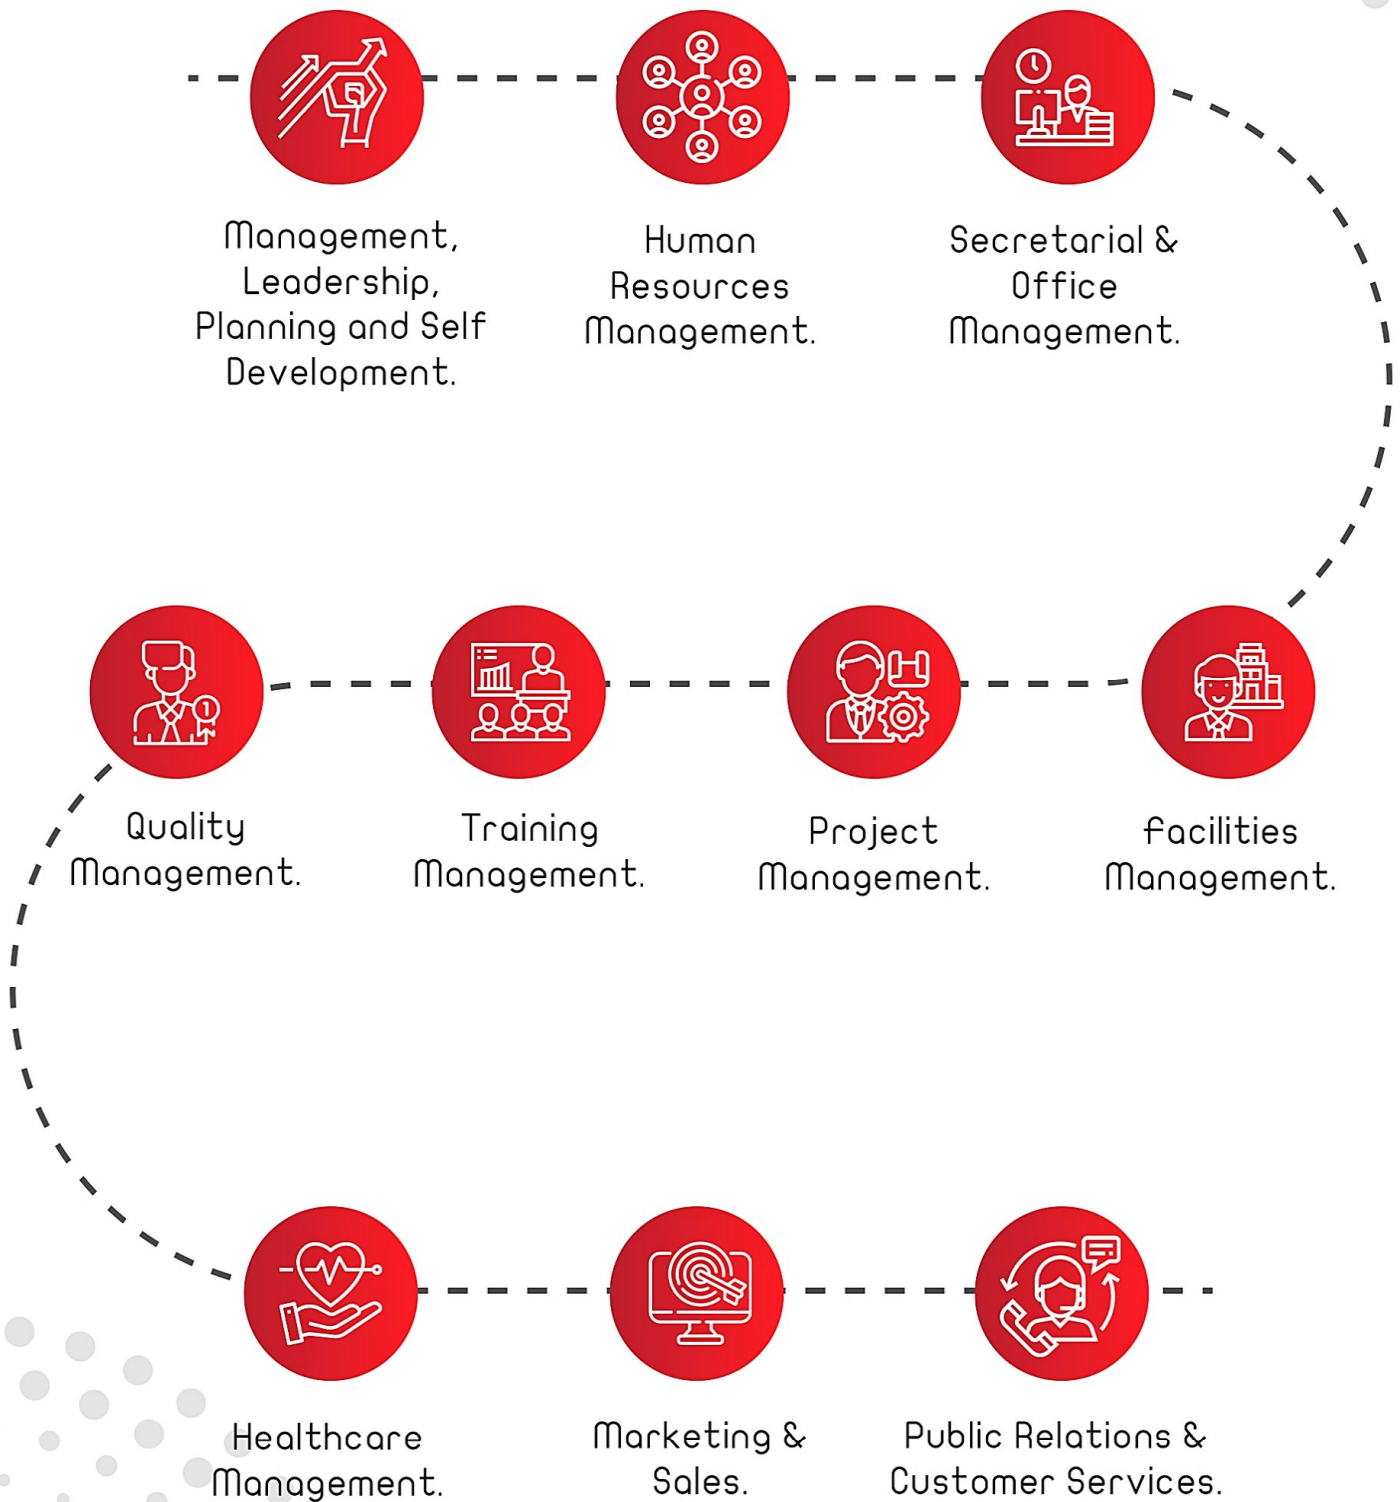 Management,
Leadership,
Planning and Self
Development.
Human
Resources
Management.
Secretarial &
Office
Management.
Quality
Management.
Training
Management.
Project
Management.
Facilities
Management.
Healthcare
Management.
Marketing &
Sales.
Public Relations &
Customer Services.